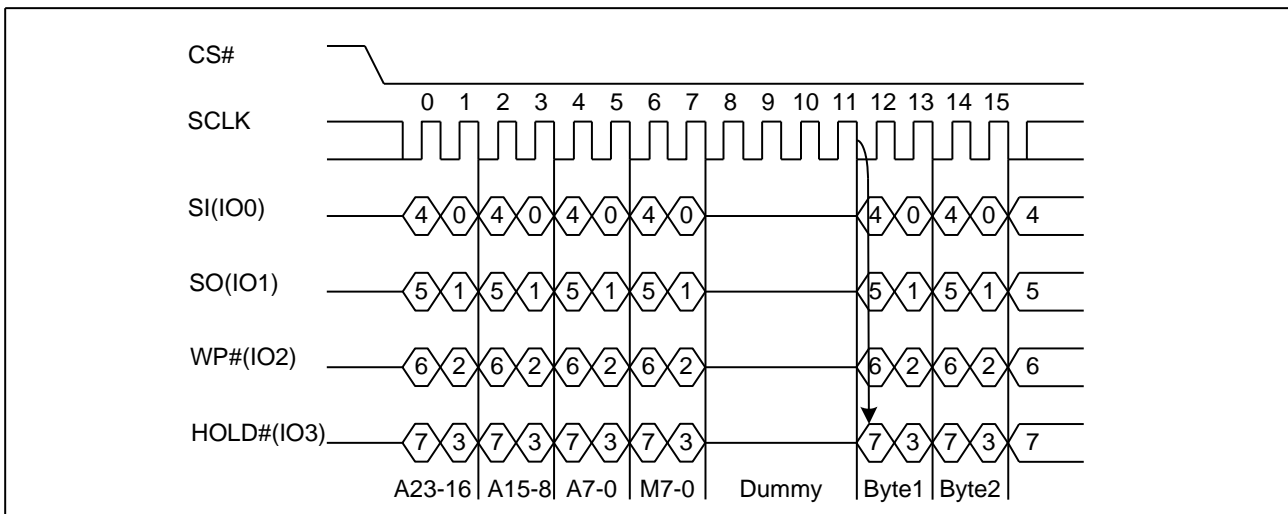 CS#
0 1 2 3 4 5 6 7 8 9 10 11 12 13 14 15
SCLK
SI(IO0) 4 0 4 0 4 0 4 0 4 0 4 0 4
SO(IO1) 5 1 5 1 5 1 5 1 5 1 5 1 5
WP#(IO2) 6 2 6 2 6 2 6 2 6 2 6 2 6
HOLD#(IO3) 7 3 7 3 7 3 7 3 7 3 7 3 7
A23-16 A15-8 A7-0 M7-0 Dummy Byte1 Byte2